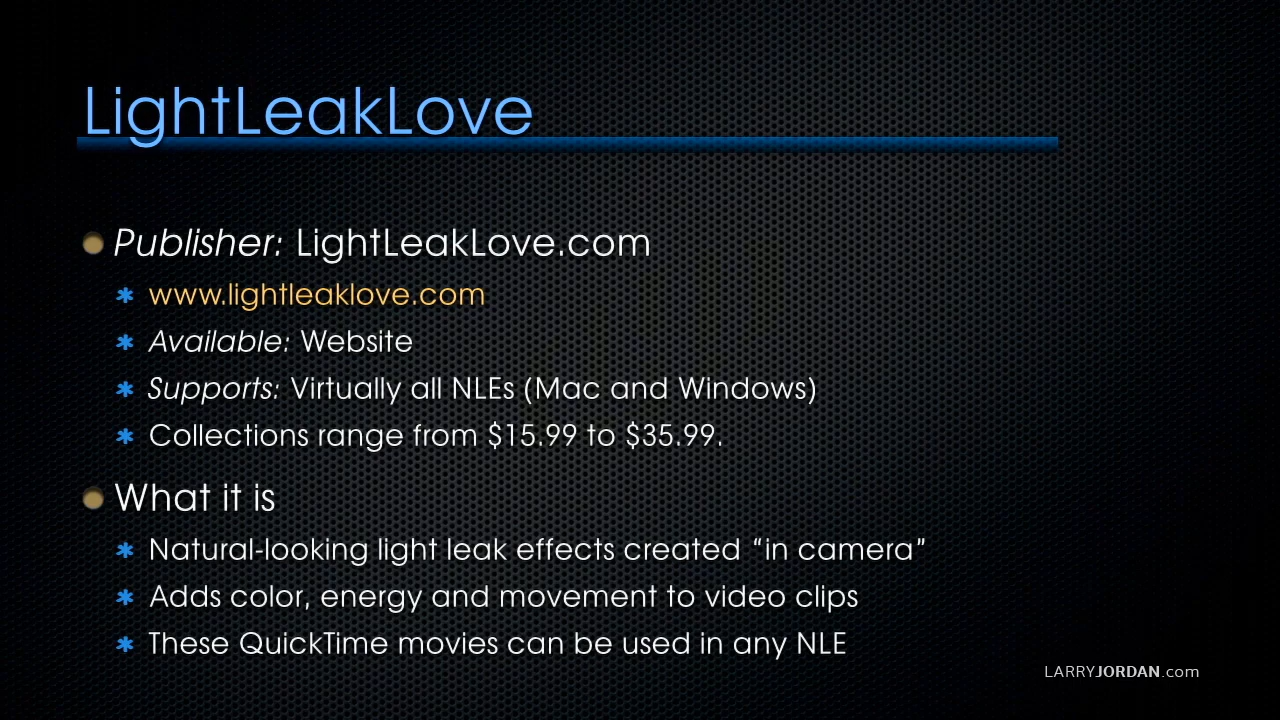 LightLeakLove
Publisher: LightLeakLove.com
www.lightleaklove.com
Available: Website
Supports: Virtually all NLEs (Mac and Windows)
Collections range from $15.99 to $35.99.
What it is
Natural-looking light leak effects created “in camera”
Adds color, energy and movement to video clips
These QuickTime movies can be used in any NLE
LARRYJORDAN.com